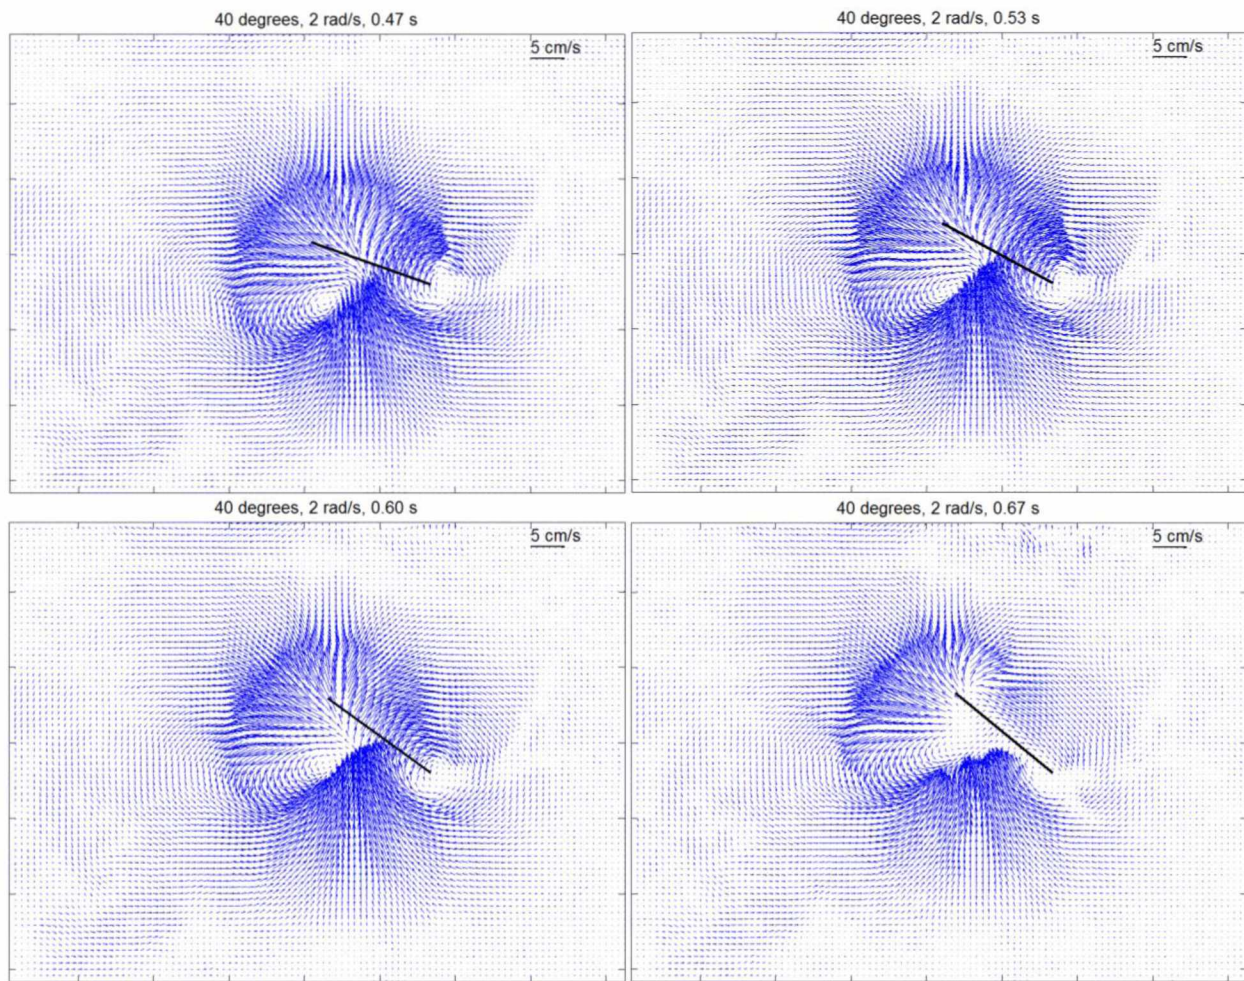 40 degrees, 2 rad/s, 0.47 s
5 cm/s
40 degrees, 2 rad/s, 0.53 s
5 cm/s
40 degrees, 2 rad/s, 0.60 s
5 cm/s
40 degrees, 2 rad/s, 0.67 s
5 cm/s